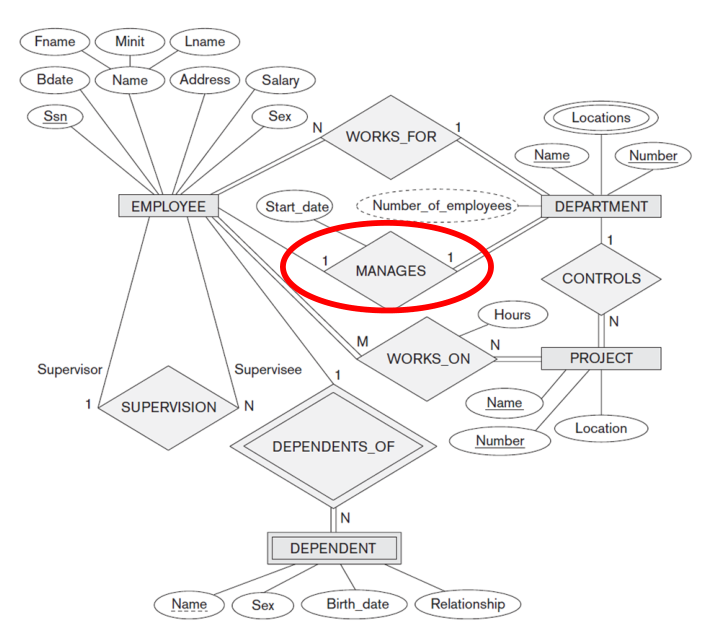 Fname
Minit
Lname
Bdate
Name
Address
Salary
Ssn
Sex
N
WORKS_FOR
1
Locations
Name
Number
EMPLOYEE
Start_date
Number_of_employees
DEPARTMENT
1
MANAGES
1
1
CONTROLS
N
Hours
M
WORKS_ON
N
PROJECT
Supervisor
Supervisee
1
SUPERVISION
N
1
Name
Number
Location
DEPENDENTS_OF
N
DEPENDENT
Name
Sex
Birth_date
Relationship